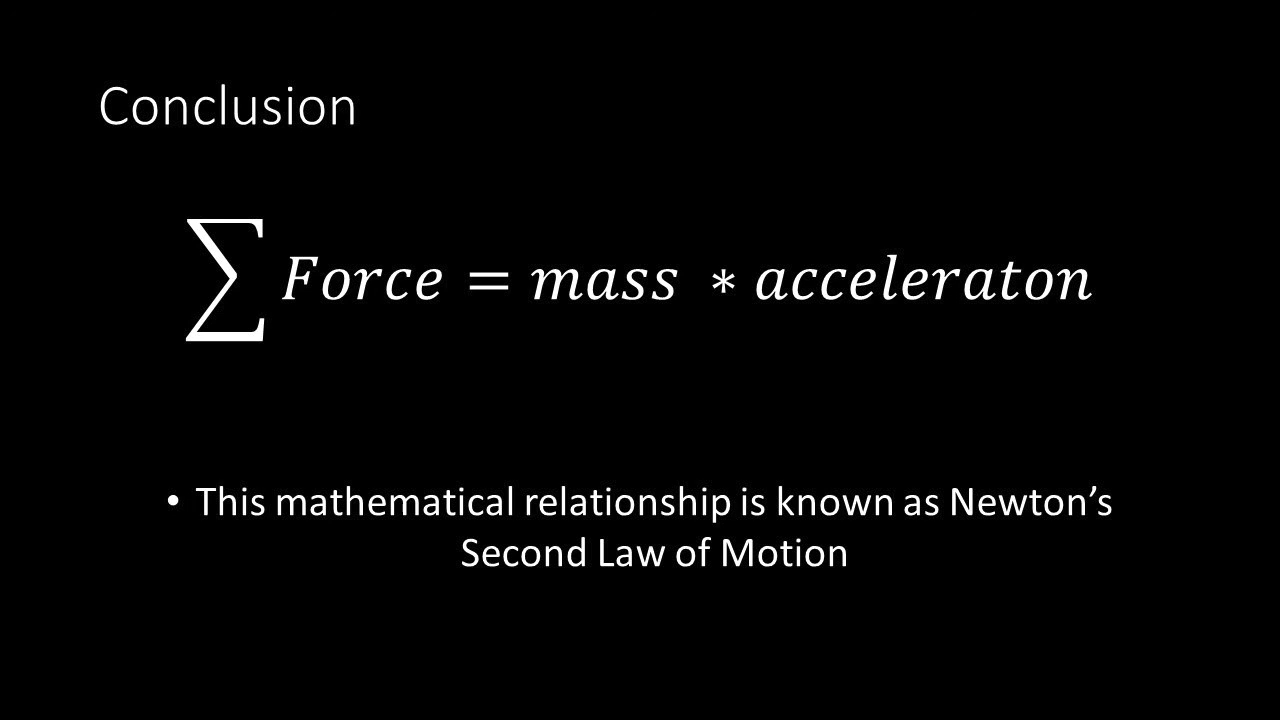 Conclusion
∑ Force = mass ∗ acceleraton
• This mathematical relationship is known as Newton’s
Second Law of Motion